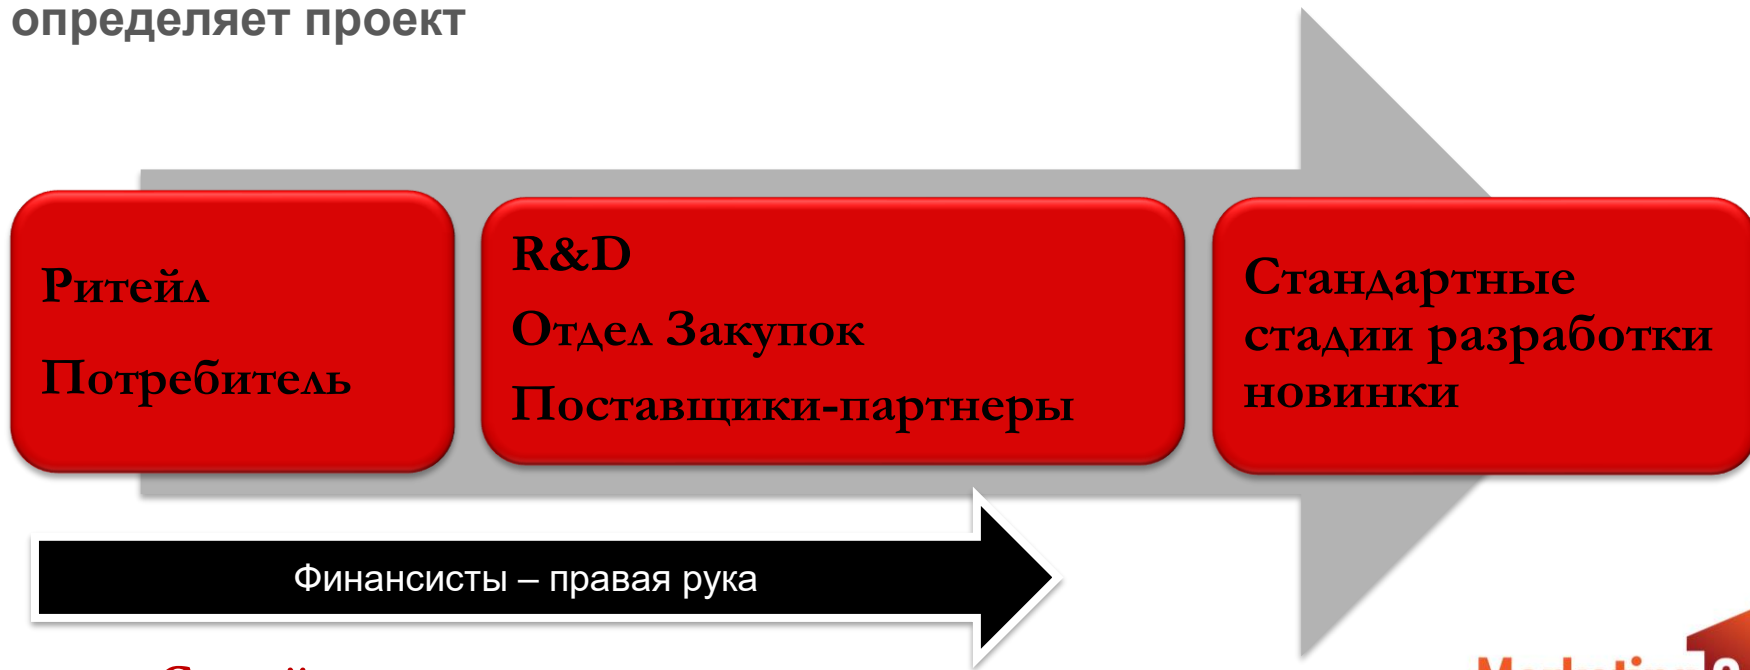 определяет проект
Ритейл
Потребитель
R&D
Отдел Закупок
Поставщики-партнеры
Стандартные
стадии разработки
новинки
Финансисты – правая рука